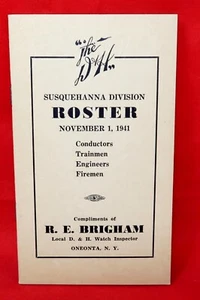 "The
D&H"
SUSQUEHANNA DIVISION
ROSTER
NOVEMBER 1, 1941
Conductors
Trainmen
Engineers
Firemen
Compliments of
R. E. BRIGHAM
Local D. & H. Watch Inspector
ONEONTA, N. Y.